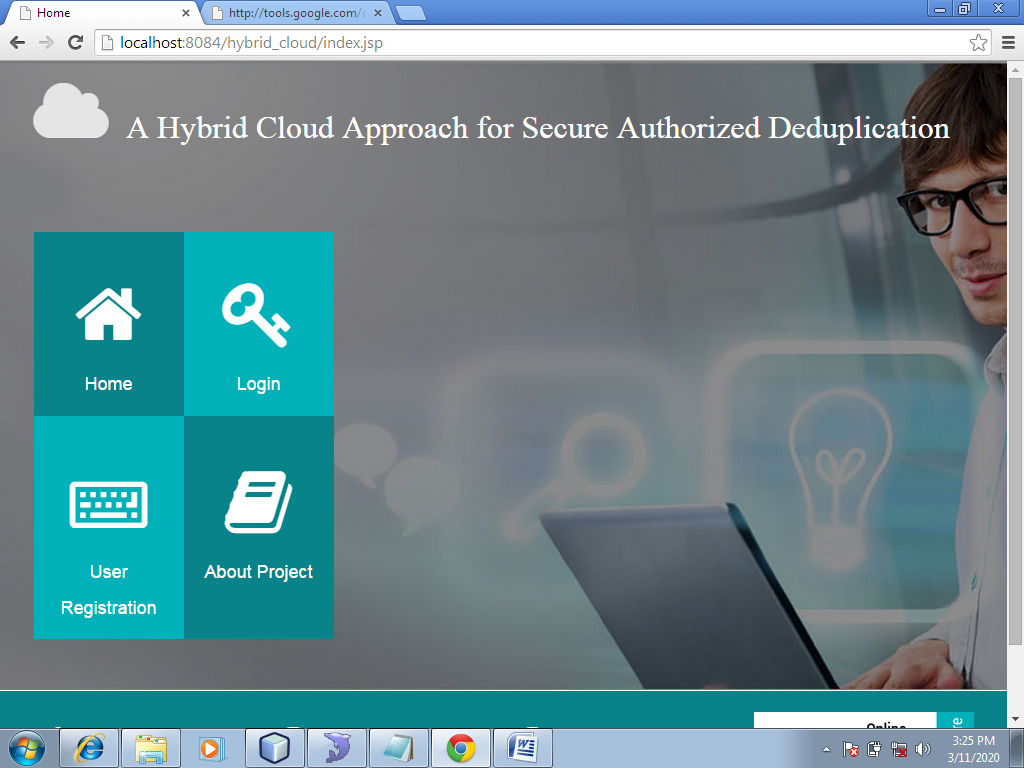 Home
http://tools.google.com/
localhost:8084/hybrid_cloud/index.jsp
A Hybrid Cloud Approach for Secure Authorized Deduplication
Home
Login
User
Registration
About Project
Online
3:25 PM
3/11/2020